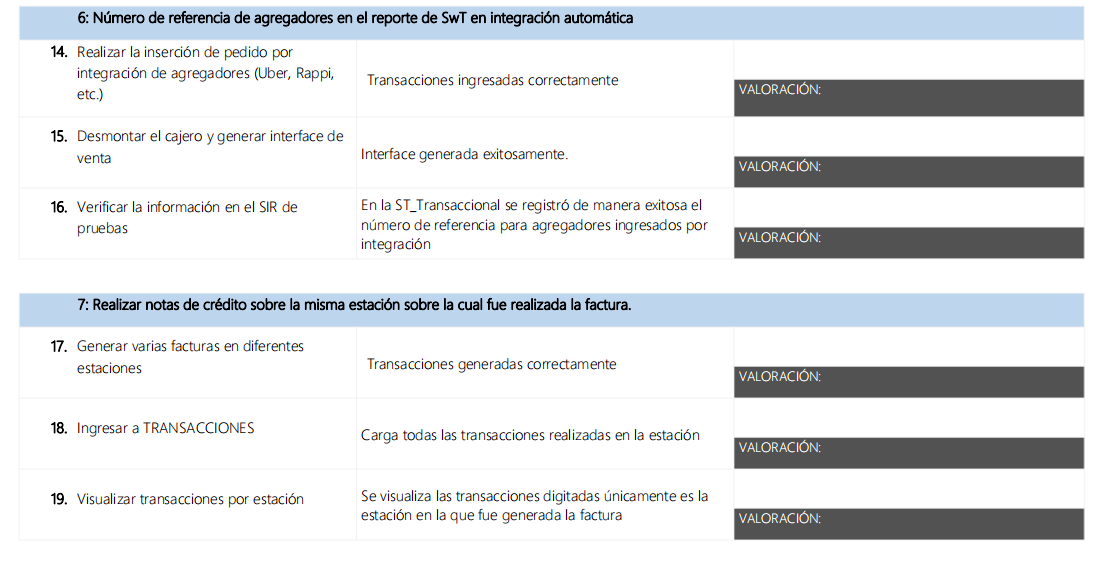 6: Número de referencia de agregadores en el reporte de SwT en integración automática
14. Realizar la inserción de pedido por
integración de agregadores (Uber, Rappi,
etc.)
Transacciones ingresadas correctamente
VALORACIÓN:
15. Desmontar el cajero y generar interface de
venta
Interface generada exitosamente.
VALORACIÓN:
16. Verificar la información en el SIR de
pruebas
En la ST_Transaccional se registró de manera exitosa el
número de referencia para agregadores ingresados por
integración
VALORACIÓN:
7: Realizar notas de crédito sobre la misma estación sobre la cual fue realizada la factura.
17. Generar varias facturas en diferentes
estaciones
Transacciones generadas correctamente
VALORACIÓN:
18. Ingresar a TRANSACCIONES
Carga todas las transacciones realizadas en la estación
VALORACIÓN:
19. Visualizar transacciones por estación
Se visualiza las transacciones digitadas únicamente es la
estación en la que fue generada la factura
VALORACIÓN: